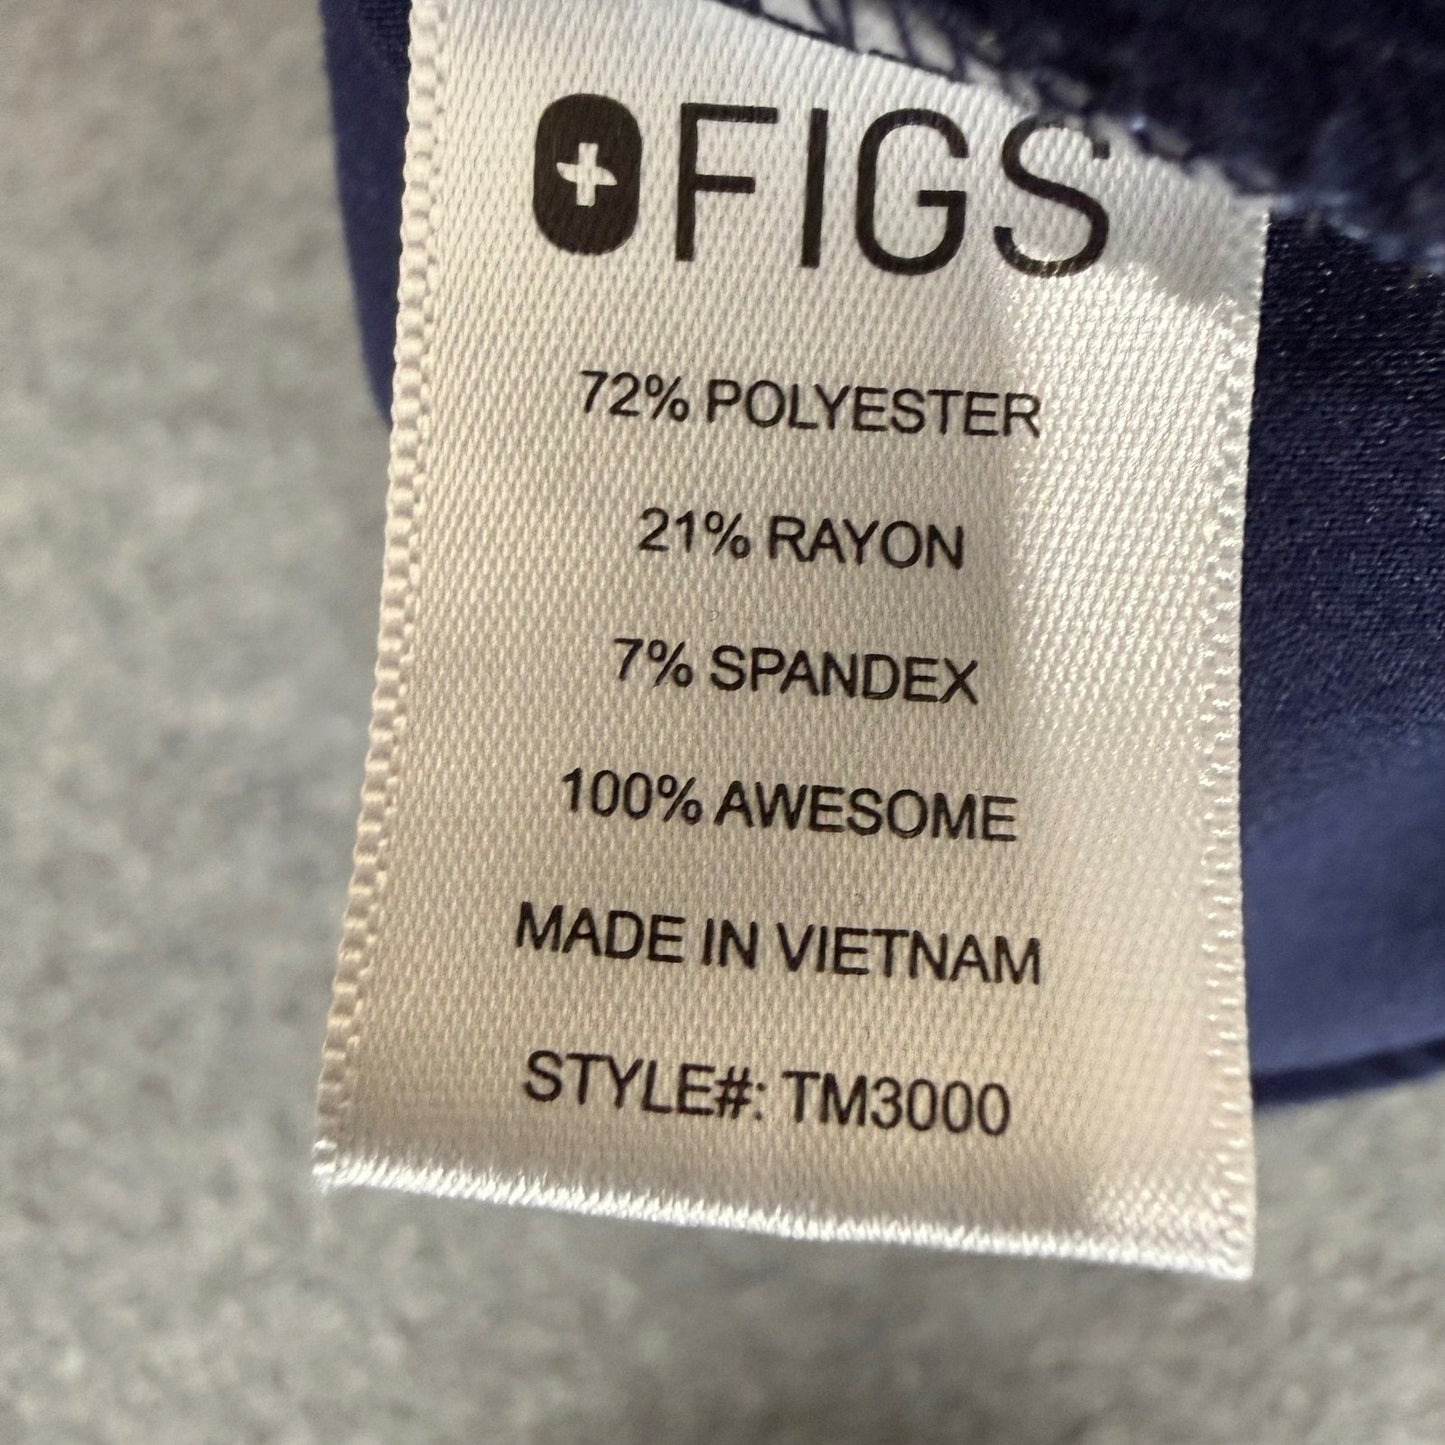 FIGS
72% POLYESTER
21% RAYON
7% SPANDEX
100% AWESOME
MADE IN VIETNAM
STYLE#: TM3000